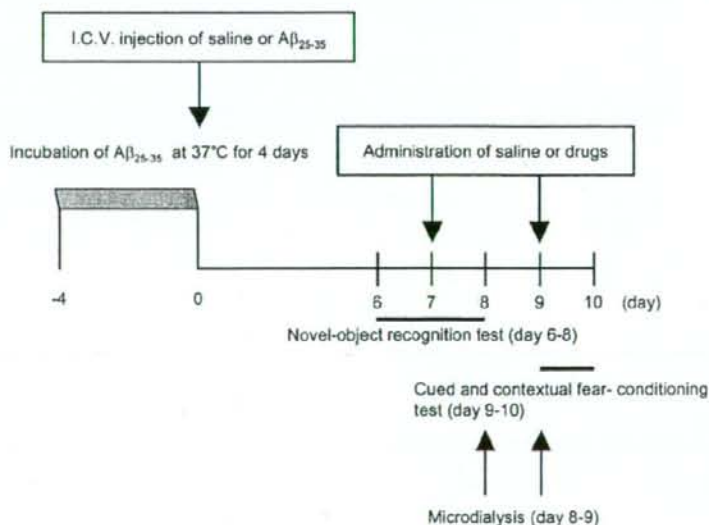 I.C.V. injection of saline or Aβ25-35
Incubation of Aβ25-35 at 37°C for 4 days
Administration of saline or drugs
-4 0 6 7 8 9 10 (day)
Novel-object recognition test (day 6-8)
Cued and contextual fear- conditioning
test (day 9-10)
Microdialysis (day 8-9)